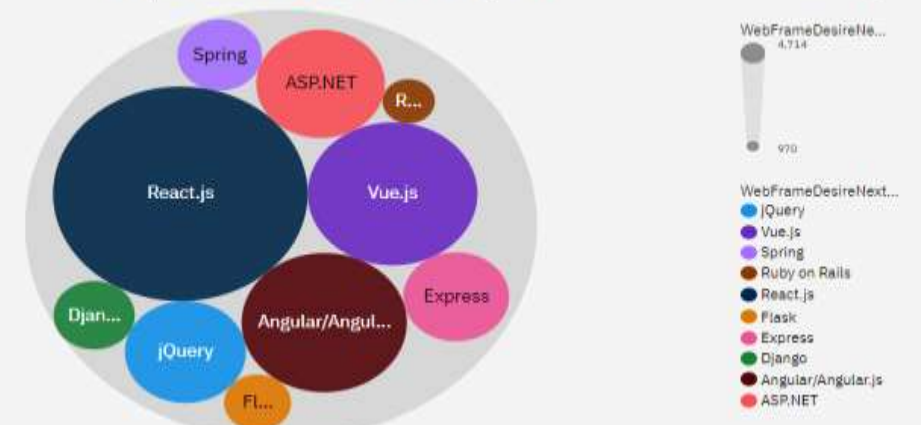 Spring
ASP.NET
R...
React.js
Vue.js
Express
Djan...
Angular/Angul...
jQuery
Fl...
WebFrameDesireNe...
4,714
970
WebFrameDesireNext...
jQuery
Vue.js
Spring
Ruby on Rails
React.js
Flask
Express
Django
Angular/Angular.js
ASP.NET